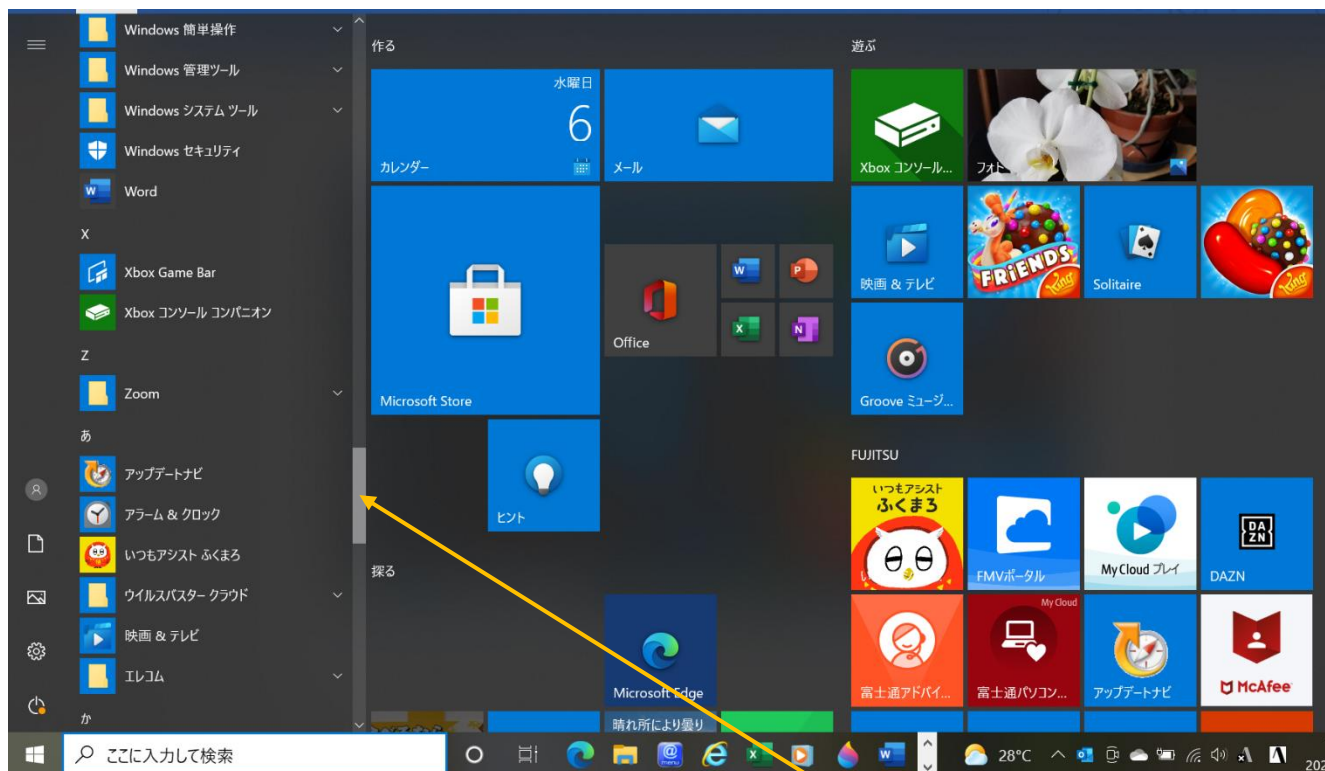 Windows 簡単操作
Windows 管理ツール
Windows システム ツール
Windows セキュリティ
Word
X
Xbox Game Bar
Xbox コンソール コンパニオン
Z
Zoom
あ
アップデートナビ
アラーム & クロック
いつもアシスト ふくまろ
ウイルスバスター クラウド
映画 & テレビ
エレコム
か
作る
水曜日
6
カレンダー
メール
Microsoft Store
Office
ヒント
探る
Microsoft Edge
晴れ所により曇り
遊ぶ
Xbox コンソール...
フォト
映画 & テレビ
FRiENDS
King
Solitaire
King
Groove ミュージ...
FUJITSU
いつもアシスト
ふくまろ
FMVポータル
My Cloud プレイ
DAZN
DAZN
富士通アドバイ...
My Cloud
富士通パソコン...
アップデートナビ
McAfee
ここに入力して検索
menu
28°C
202